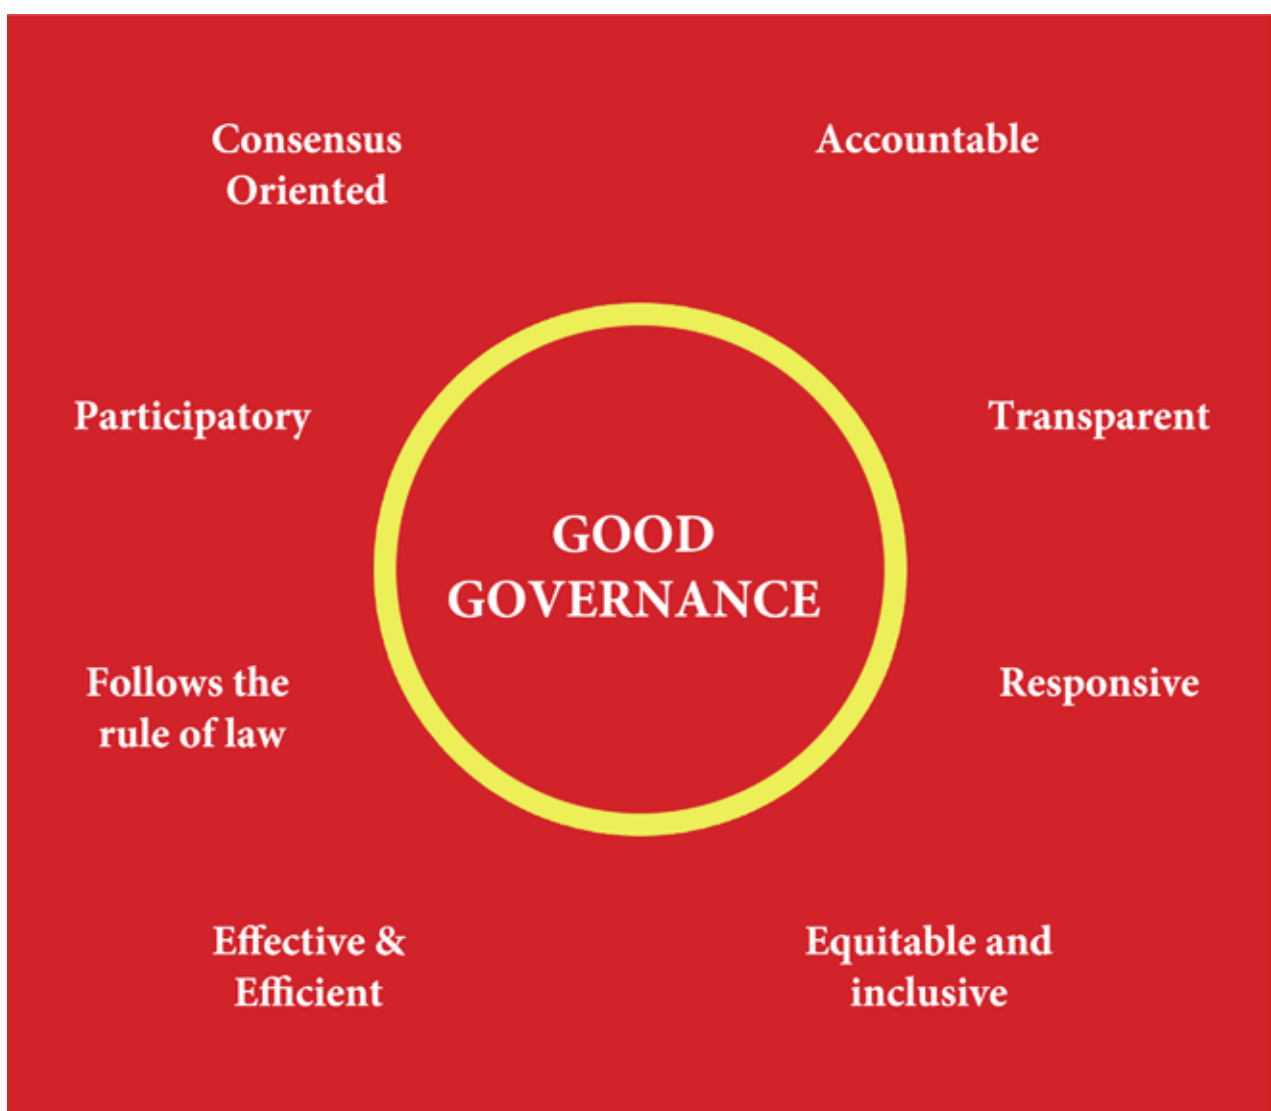 Consensus
Oriented
Accountable
Participatory
Transparent
GOOD
GOVERNANCE
Follows the
rule of law
Responsive
Effective &
Efficient
Equitable and
inclusive